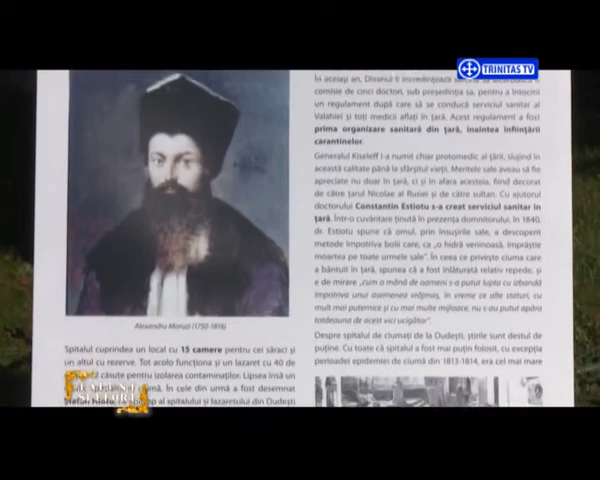 TRINITAS TV
Alexandru Moruzi (1750-1816)
Spitalul cuprindea un local cu 15 camere pentru cei săraci și
un altul cu rezerve. Tot acolo funcționa și un lazaret cu 40 de
căsuțe pentru izolarea contaminaților. Lipsea însă un
În cele din urmă a fost desemnat
al spitalului și lazaretului din Dudești
În același an, Divanul îl încredințează
comisie de cinci doctori, sub președinția sa, pentru a întocmi
un regulament după care să se conducă serviciul sanitar al
Valahiei și toți medicii aflați în țară. Acest regulament a fost
prima organizare sanitară din țară, înaintea înființării
carantinelor.
Generalul Kiseleff l-a numit chiar protomedic al țării, slujind în
această calitate până la sfârșitul vieții. Meritele sale aveau să fie
apreciate nu doar în țară, ci și în afara acesteia, fiind decorat
de către țarul Nicolae al Rusiei și de către sultan. Cu ajutorul
doctorului Constantin Estiotu s-a creat serviciul sanitar în
țară. Într-o cuvântare ținută în prezența domnitorului, în 1840,
dr. Estiotu spune că omul, prin însușirile sale, a descoperit
metode împotriva bolii care, ca „o hidră veninoasă, împrăștie
moartea pe toate urmele sale”. În ceea ce privește ciuma care
a bântuit în țară, spunea că a fost înlăturată relativ repede, și
e de mirare „cum o mână de oameni s-a putut lupta cu izbândă
împotriva unui asemenea vrăjmaș, în vreme ce alte staturi, cu
mult mai puternice și cu mai multe mijloace, nu s-au putut apăra
totdeauna de acest vici ucigător”.
Despre spitalul de ciumați de la Dudești, știrile sunt destul de
puține. Cu toate că spitalul a fost mai puțin folosit, cu excepția
perioadei epidemiei de ciumă din 1813-1814, era cel mai mare